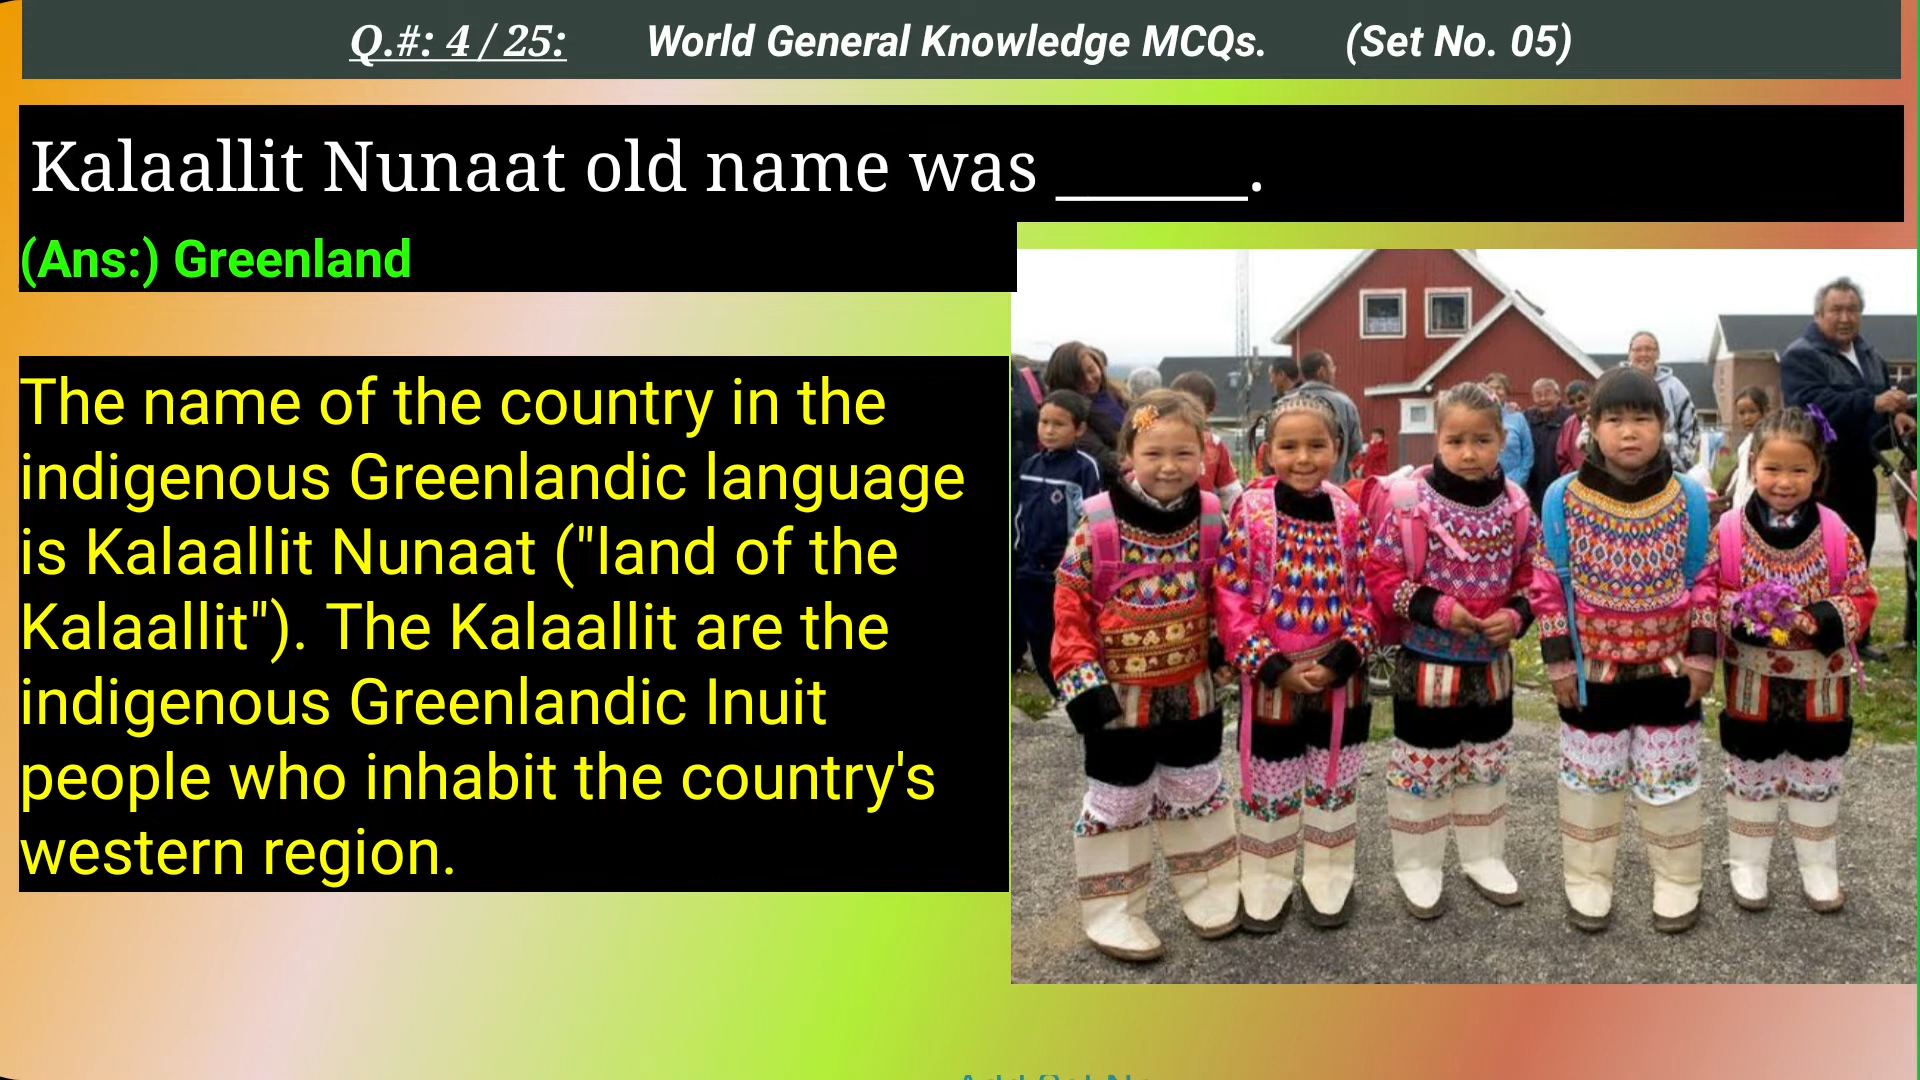 Q.#: 4 / 25: World General Knowledge MCQs. (Set No. 05)
Kalaallit Nunaat old name was ______.
(Ans:) Greenland
The name of the country in the
indigenous Greenlandic language
is Kalaallit Nunaat ("land of the
Kalaallit"). The Kalaallit are the
indigenous Greenlandic Inuit
people who inhabit the country's
western region.